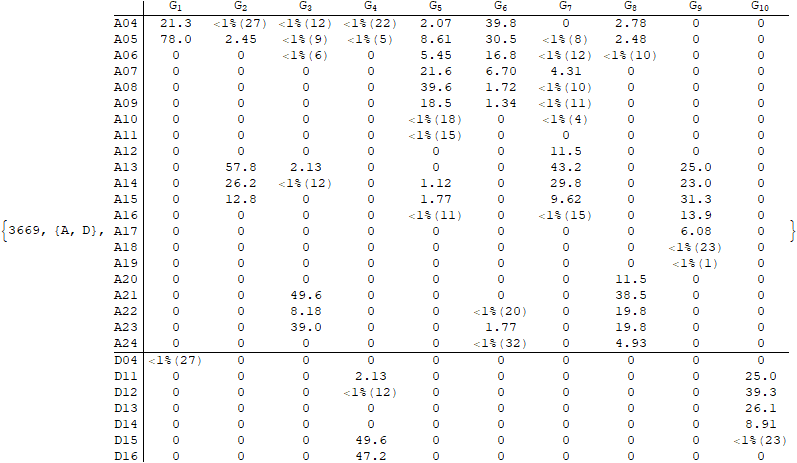 G1 G2 G3 G4 G5 G6 G7 G8 G9 G10
A04 21.3 <1%(27) <1%(12) <1%(22) 2.07 39.8 0 2.78 0 0
A05 78.0 2.45 <1%(9) <1%(5) 8.61 30.5 <1%(8) 2.48 0 0
A06 0 0 <1%(6) 0 5.45 16.8 <1%(12) <1%(10) 0 0
A07 0 0 0 0 21.6 6.70 4.31 0 0 0
A08 0 0 0 0 39.6 1.72 <1%(10) 0 0 0
A09 0 0 0 0 18.5 1.34 <1%(11) 0 0 0
A10 0 0 0 0 <1%(18) 0 <1%(4) 0 0 0
A11 0 0 0 0 <1%(15) 0 0 0 0 0
A12 0 0 0 0 0 0 11.5 0 0 0
A13 0 57.8 2.13 0 0 0 43.2 0 25.0 0
A14 0 26.2 <1%(12) 0 1.12 0 29.8 0 23.0 0
A15 0 12.8 0 0 1.77 0 9.62 0 31.3 0
A16 0 0 0 0 <1%(11) 0 <1%(15) 0 13.9 0
{3669, {A, D}, A17 0 0 0 0 0 0 0 0 6.08 0 }
A18 0 0 0 0 0 0 0 0 <1%(23) 0
A19 0 0 0 0 0 0 0 0 <1%(1) 0
A20 0 0 0 0 0 0 0 11.5 0 0
A21 0 0 49.6 0 0 0 0 38.5 0 0
A22 0 0 8.18 0 0 <1%(20) 0 19.8 0 0
A23 0 0 39.0 0 0 1.77 0 19.8 0 0
A24 0 0 0 0 0 <1%(32) 0 4.93 0 0
D04 <1%(27) 0 0 0 0 0 0 0 0 0
D11 0 0 0 2.13 0 0 0 0 0 25.0
D12 0 0 0 <1%(12) 0 0 0 0 0 39.3
D13 0 0 0 0 0 0 0 0 0 26.1
D14 0 0 0 0 0 0 0 0 0 8.91
D15 0 0 0 49.6 0 0 0 0 0 <1%(23)
D16 0 0 0 47.2 0 0 0 0 0 0